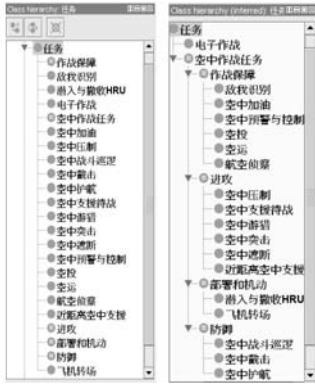 Class hierarchy: 任务
任务
作战保障
敌我识别
潜入与撤收HRU
电子作战
空中作战任务
空中加油
空中压制
空中战斗巡逻
空中截击
空中护航
空中支援待战
空中游猎
空中突击
空中遮断
空中预警与控制
空投
空运
航空侦察
近距离空中支援
进攻
部署和机动
防御
飞机转场
Class hierarchy (inferred): 任务
任务
电子作战
空中作战任务
作战保障
敌我识别
空中加油
空中预警与控制
空投
空运
航空侦察
进攻
空中压制
空中支援待战
空中游猎
空中突击
空中遮断
近距离空中支援
部署和机动
潜入与撤收HRU
飞机转场
防御
空中战斗巡逻
空中截击
空中护航